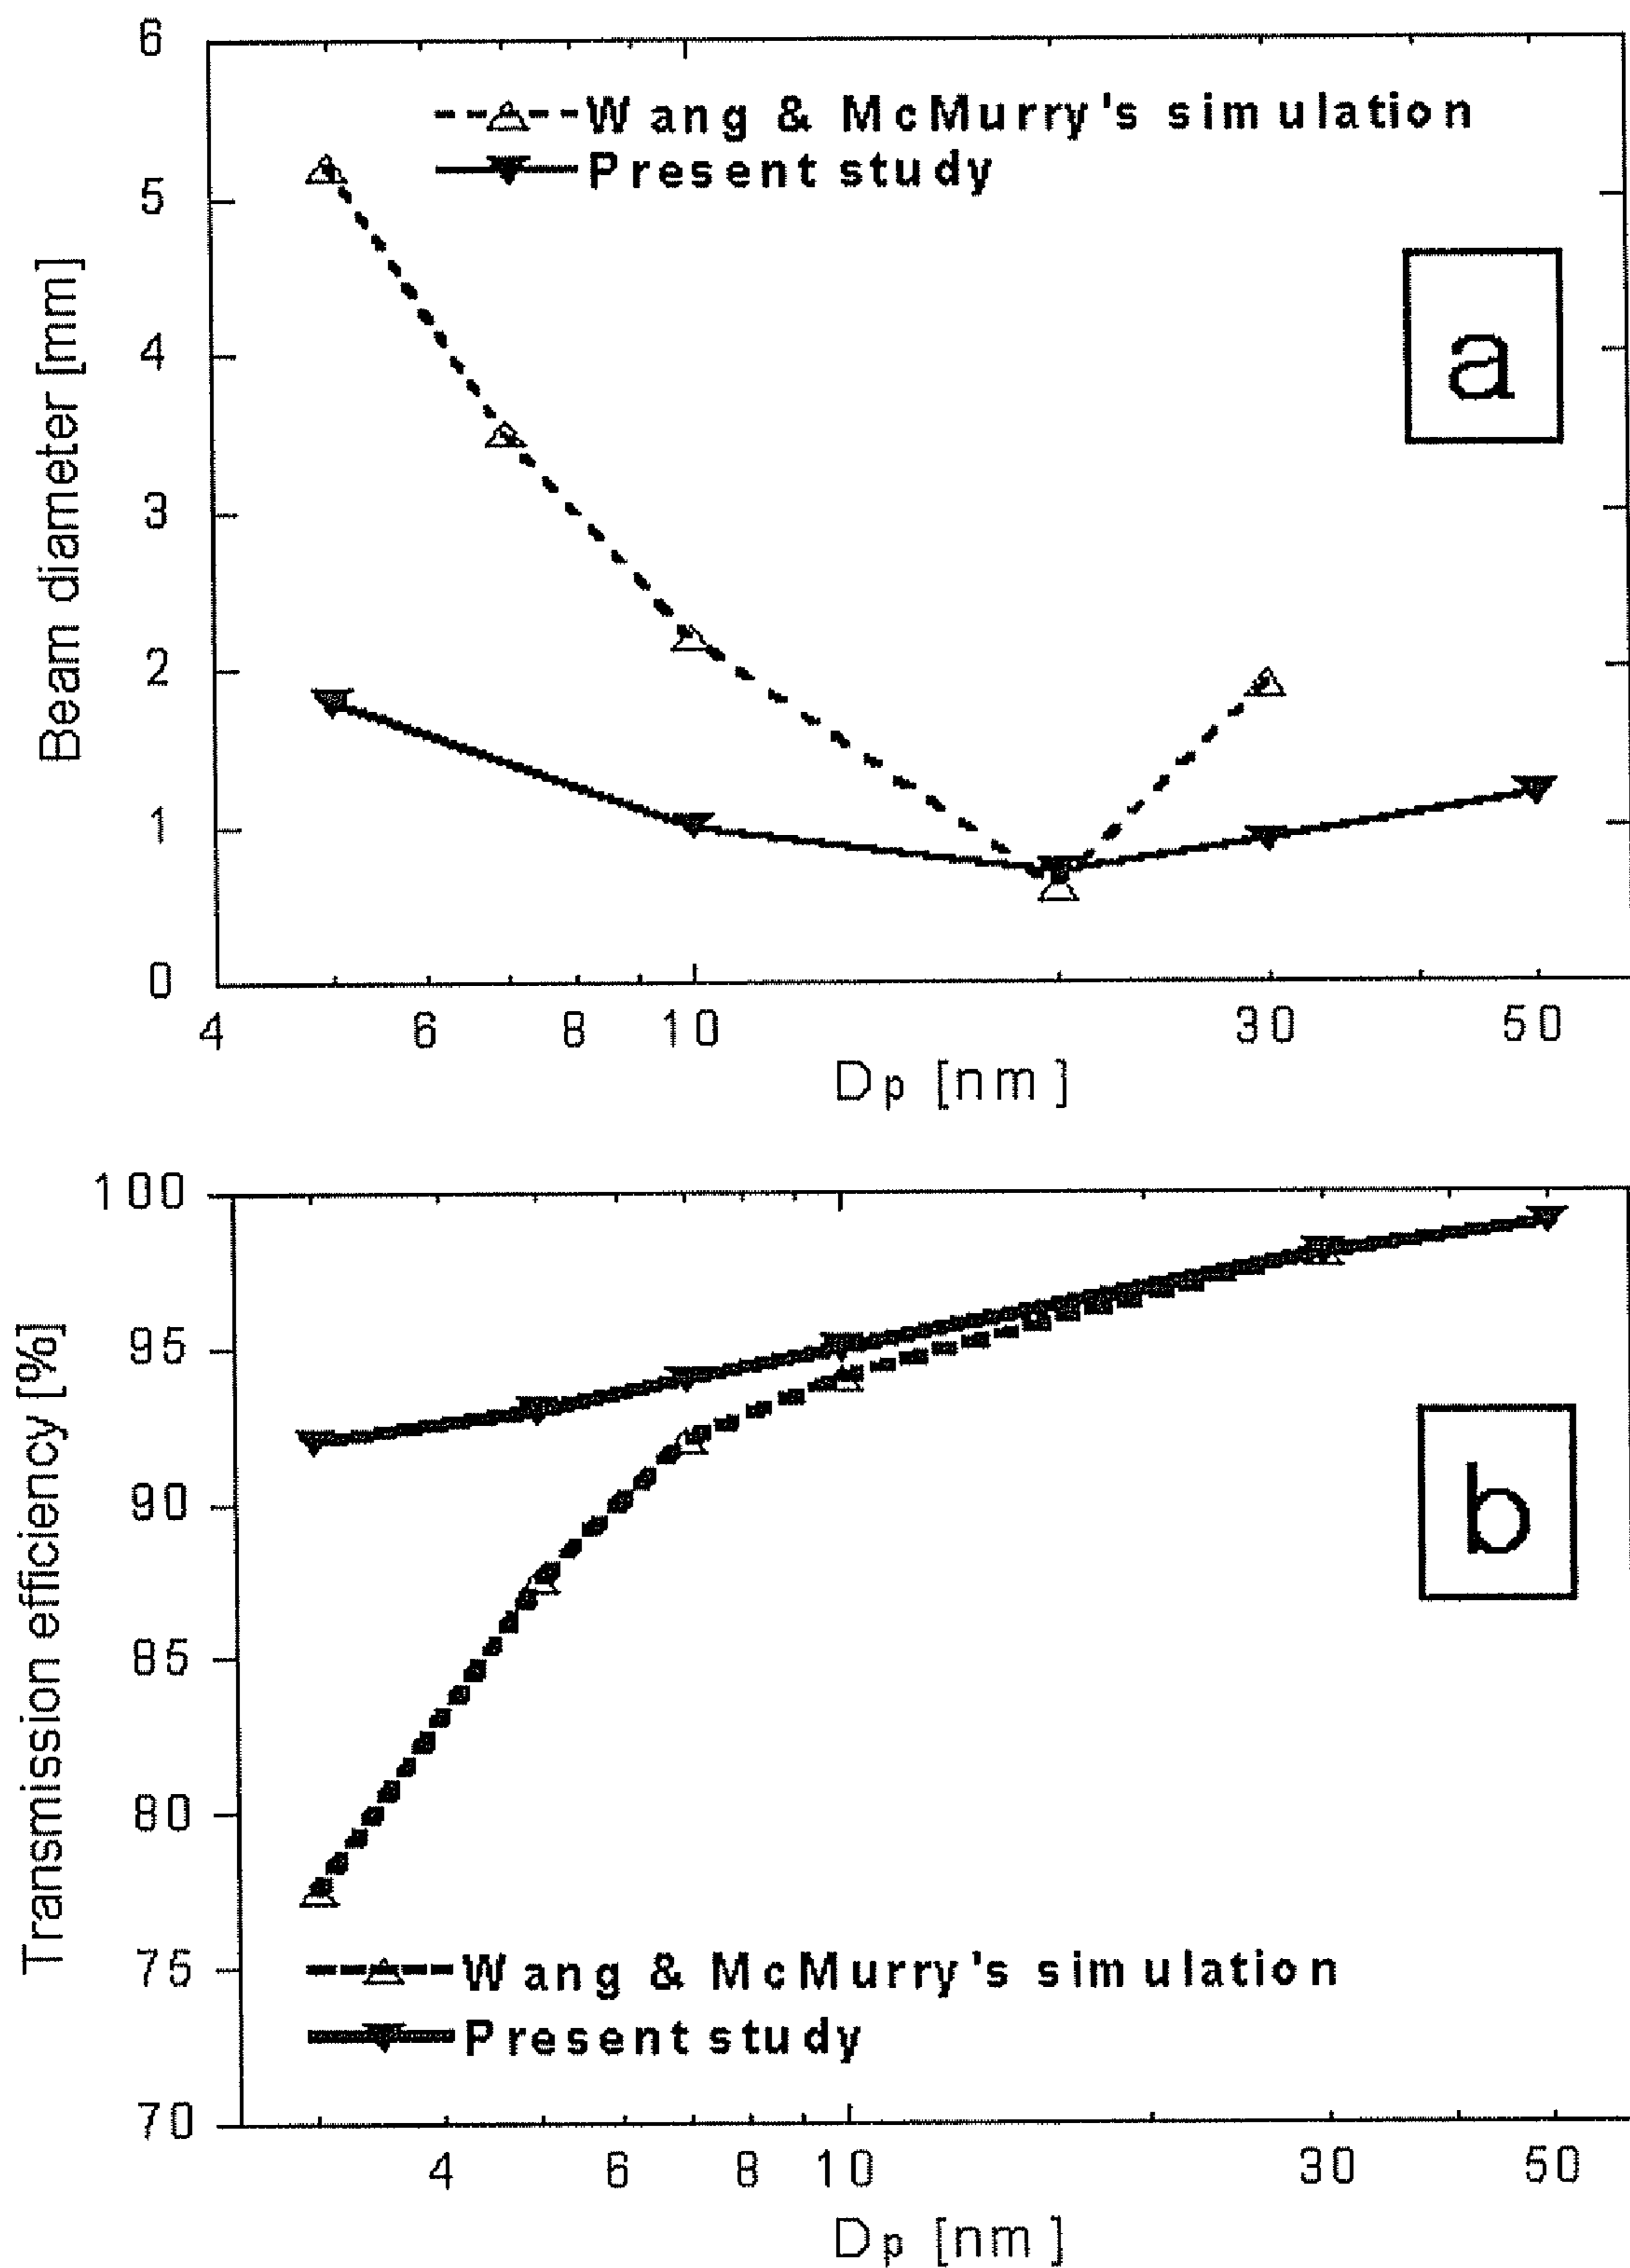 6
Wang & McMurry's simulation
Present study
5
a
4
Beam diameter [mm]
3
2
1
0
4 6 8 10 30 50
Dp [nm]
100
95
b
90
Transmission efficiency [%]
85
80
75
Wang & McMurry's simulation
Present study
70
4 6 8 10 30 50
Dp [nm]